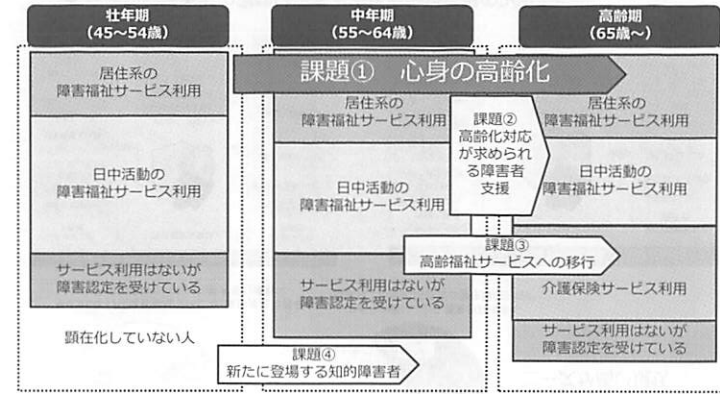 壮年期
（45～54歳）
中年期
（55～64歳）
高齢期
（65歳～）
課題① 心身の高齢化
居住系の
障害福祉サービス利用
日中活動の
障害福祉サービス利用
サービス利用はないが
障害認定を受けている
顕在化していない人
居住系の
障害福祉サービス利用
日中活動の
障害福祉サービス利用
サービス利用はないが
障害認定を受けている
課題②
高齢化対応
が求められ
る障害者
支援
課題③
高齢福祉サービスへの移行
課題④
新たに登場する知的障害者
居住系の
障害福祉サービス利用
日中活動の
障害福祉サービス利用
介護保険サービス利用
サービス利用はないが
障害認定を受けている